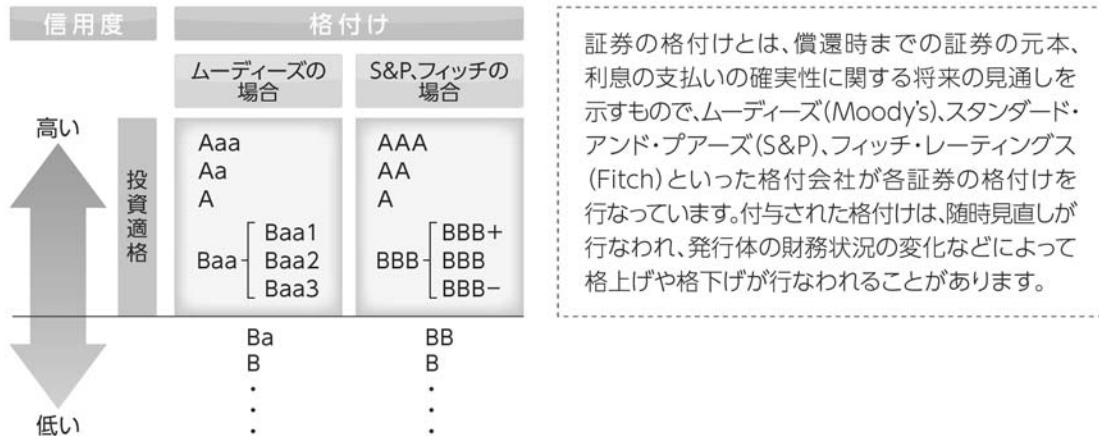 信用度
格付け
ムーディーズの
場合
S&P、フィッチの
場合
高い
投資適格
Aaa
Aa
A
Baa
Baa1
Baa2
Baa3
AAA
AA
A
BBB
BBB+
BBB
BBB−
Ba
B
・
・
・
BB
B
・
・
・
低い
証券の格付けとは、償還時までの証券の元本、
利息の支払いの確実性に関する将来の見通しを
示すもので、ムーディーズ(Moody's)、スタンダード・
アンド・プアーズ(S&P)、フィッチ・レーティングス
(Fitch)といった格付会社が各証券の格付けを
行なっています。付与された格付けは、随時見直しが
行なわれ、発行体の財務状況の変化などによって
格上げや格下げが行なわれることがあります。